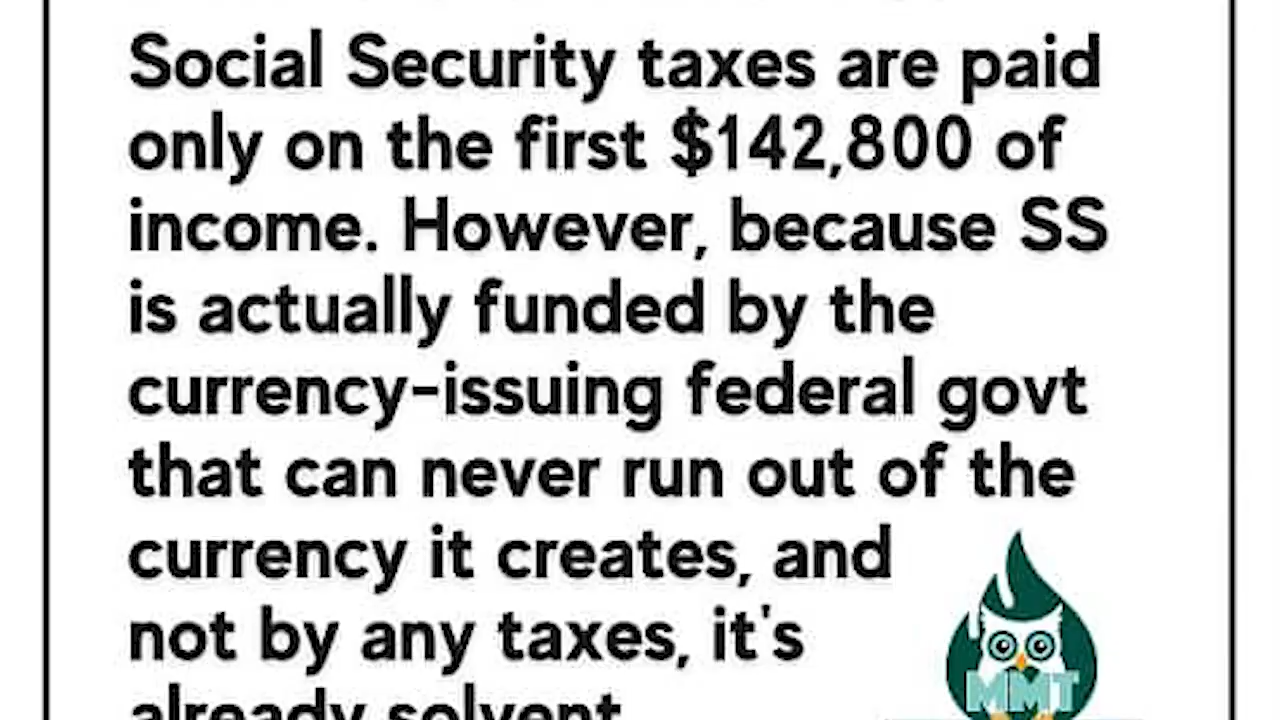 Social Security taxes are paid
only on the first $142,800 of
income. However, because SS
is actually funded by the
currency-issuing federal govt
that can never run out of the
currency it creates, and
not by any taxes, it's
already solvent
MMT